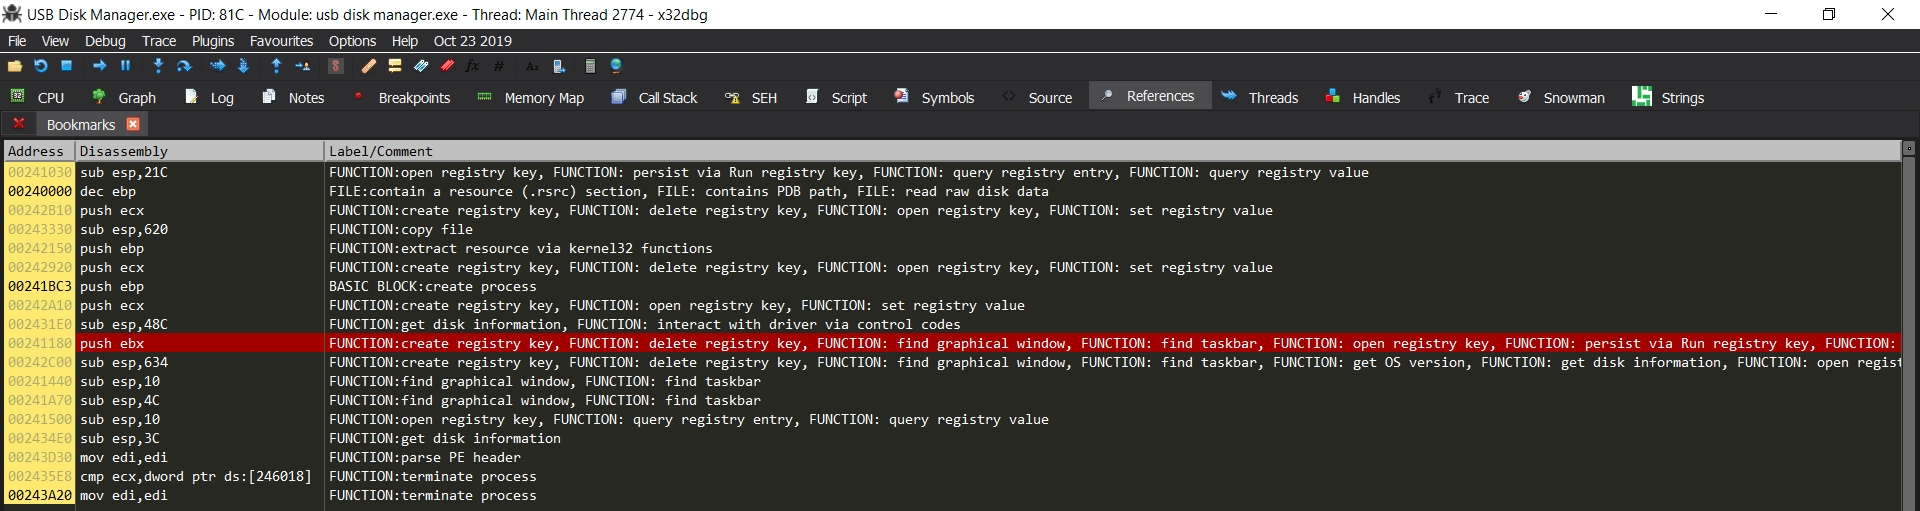 USB Disk Manager.exe - PID: 81C - Module: usb disk manager.exe - Thread: Main Thread 2774 - x32dbg
File View Debug Trace Plugins Favourites Options Help Oct 23 2019
CPU Graph Log Notes Breakpoints Memory Map Call Stack SEH Script Symbols Source References Threads Handles Trace Snowman Strings
Bookmarks
Address Disassembly Label/Comment
00241030 sub esp,21C FUNCTION:open registry key, FUNCTION: persist via Run registry key, FUNCTION: query registry entry, FUNCTION: query registry value
00240000 dec ebp FILE:contain a resource (.rsrc) section, FILE: contains PDB path, FILE: read raw disk data
00242B10 push ecx FUNCTION:create registry key, FUNCTION: delete registry key, FUNCTION: open registry key, FUNCTION: set registry value
00243330 sub esp,620 FUNCTION:copy file
00242150 push ebp FUNCTION:extract resource via kernel32 functions
00242920 push ecx FUNCTION:create registry key, FUNCTION: delete registry key, FUNCTION: open registry key, FUNCTION: set registry value
00241BC3 push ebp BASIC BLOCK:create process
00242A10 push ecx FUNCTION:create registry key, FUNCTION: open registry key, FUNCTION: set registry value
002431E0 sub esp,48C FUNCTION:get disk information, FUNCTION: interact with driver via control codes
00241180 push ebx FUNCTION:create registry key, FUNCTION: delete registry key, FUNCTION: find graphical window, FUNCTION: find taskbar, FUNCTION: open registry key, FUNCTION: persist via Run registry key, FUNCTION:
00242C00 sub esp,634 FUNCTION:create registry key, FUNCTION: delete registry key, FUNCTION: find graphical window, FUNCTION: find taskbar, FUNCTION: get OS version, FUNCTION: get disk information, FUNCTION: open regist
00241440 sub esp,10 FUNCTION:find graphical window, FUNCTION: find taskbar
00241A70 sub esp,4C FUNCTION:find graphical window, FUNCTION: find taskbar
00241500 sub esp,10 FUNCTION:open registry key, FUNCTION: query registry entry, FUNCTION: query registry value
002434E0 sub esp,3C FUNCTION:get disk information
00243D30 mov edi,edi FUNCTION:parse PE header
002435E8 cmp ecx,dword ptr ds:[246018] FUNCTION:terminate process
00243A20 mov edi,edi FUNCTION:terminate process